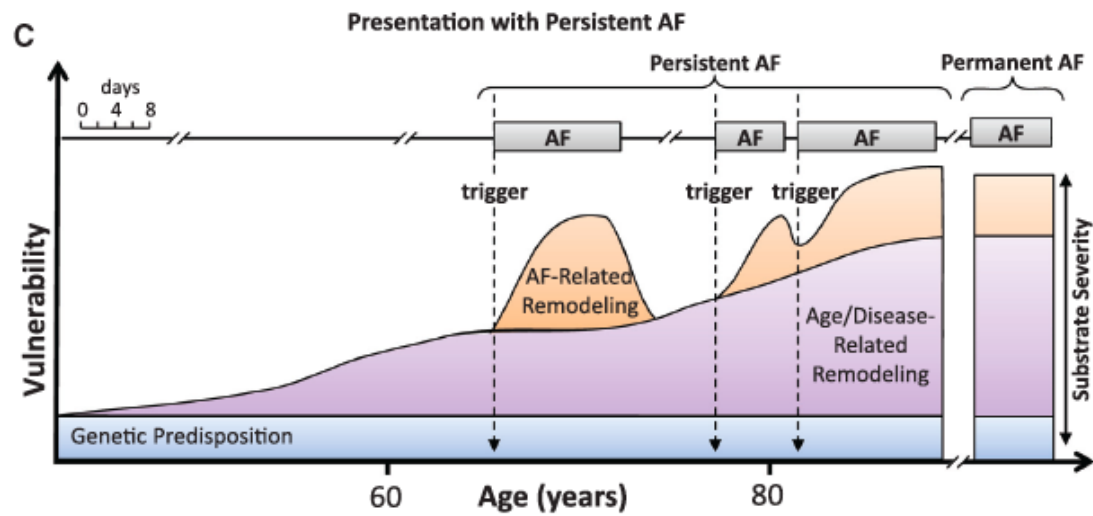 C
Presentation with Persistent AF
Persistent AF
Permanent AF
days
0 4 8
AF
AF
AF
AF
trigger
trigger
trigger
Vulnerability
AF-Related
Remodeling
Age/Disease-
Related
Remodeling
Substrate Severity
Genetic Predisposition
60
Age (years)
80